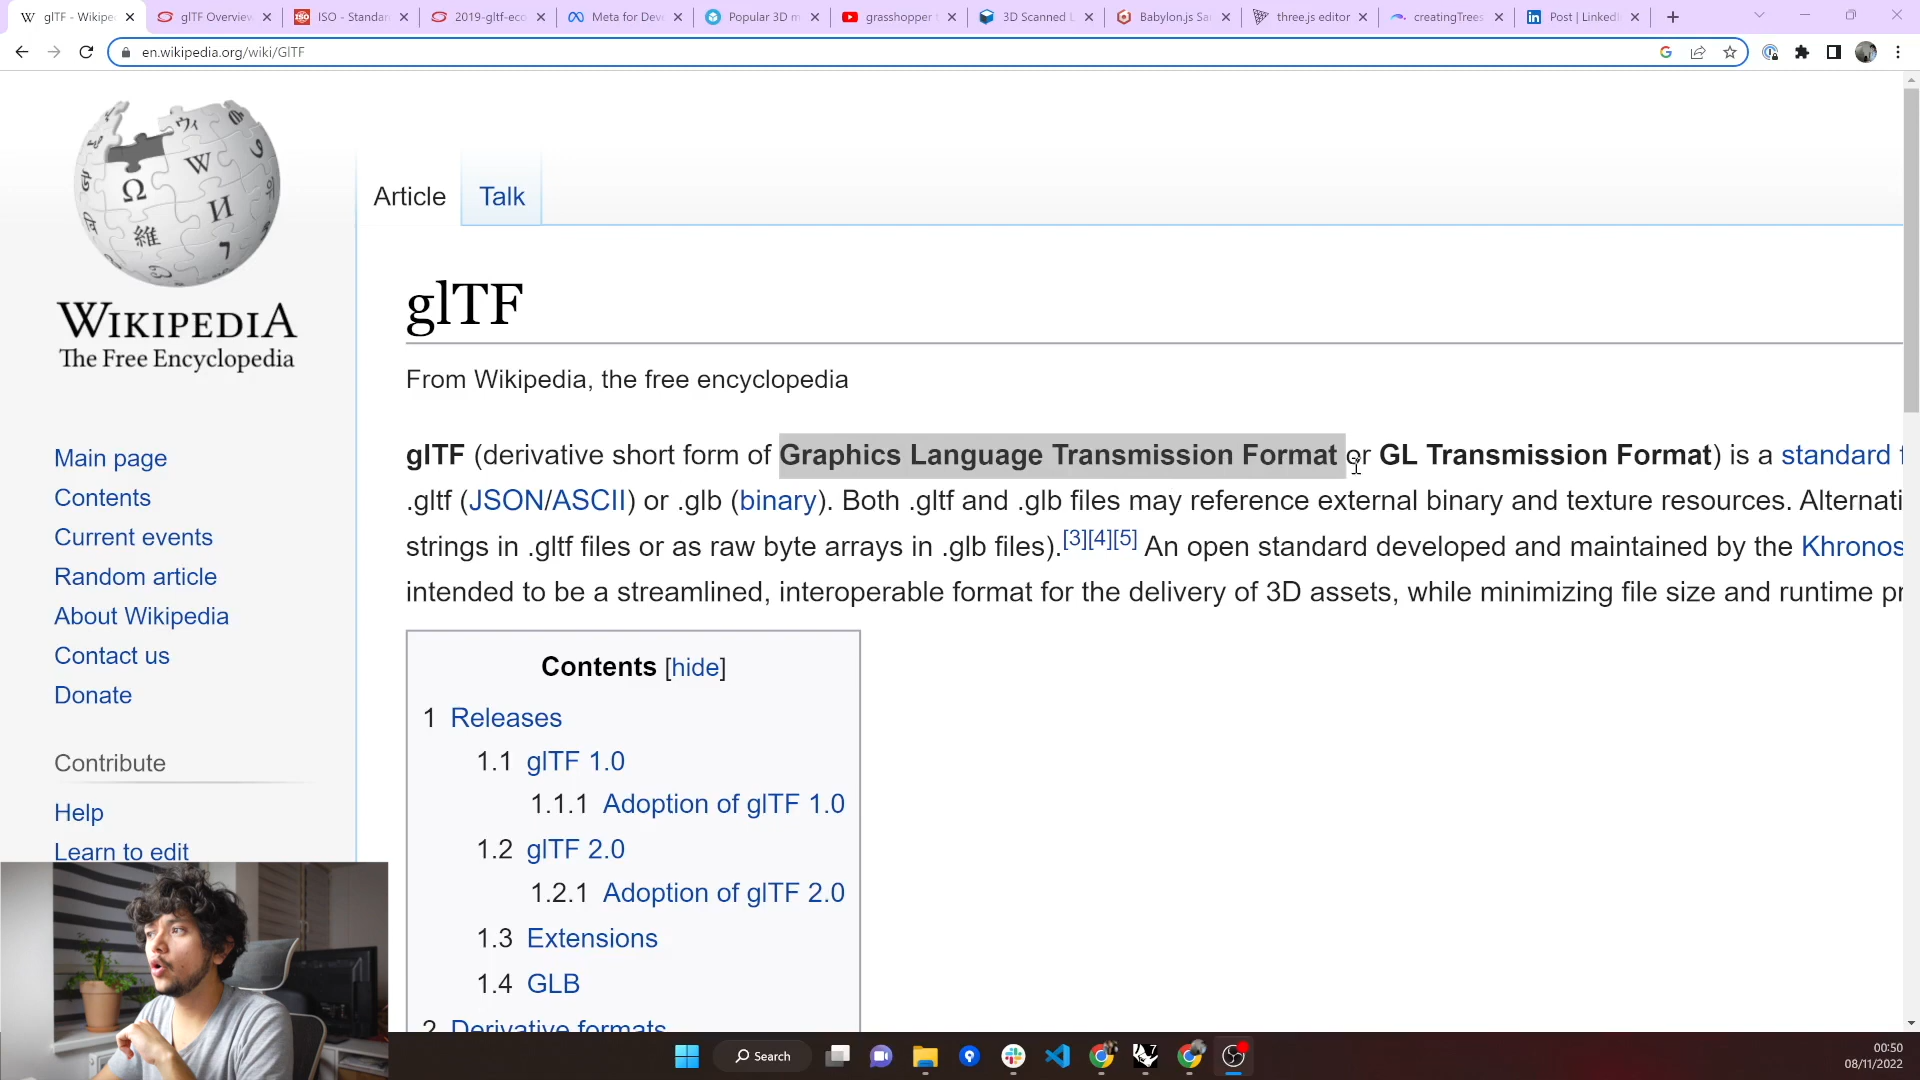 glTF - Wikipe
glTF Overview
ISO - Standar
2019-gltf-eco
Meta for Deve
Popular 3D m
grasshopper t
3D Scanned L
Babylon.js Sa
three.js editor
creatingTrees
Post | LinkedI
en.wikipedia.org/wiki/GlTF
WIKIPEDIA
The Free Encyclopedia
Main page
Contents
Current events
Random article
About Wikipedia
Contact us
Donate
Contribute
Help
Learn to edit
Article
Talk
glTF
From Wikipedia, the free encyclopedia
glTF (derivative short form of Graphics Language Transmission Format or GL Transmission Format) is a standard f
.gltf (JSON/ASCII) or .glb (binary). Both .gltf and .glb files may reference external binary and texture resources. Alternati
strings in .gltf files or as raw byte arrays in .glb files).[3][4][5] An open standard developed and maintained by the Khronos
intended to be a streamlined, interoperable format for the delivery of 3D assets, while minimizing file size and runtime pr
Contents [hide]
1 Releases
1.1 glTF 1.0
1.1.1 Adoption of glTF 1.0
1.2 glTF 2.0
1.2.1 Adoption of glTF 2.0
1.3 Extensions
1.4 GLB
2 Derivative formats
Search
00:50
08/11/2022